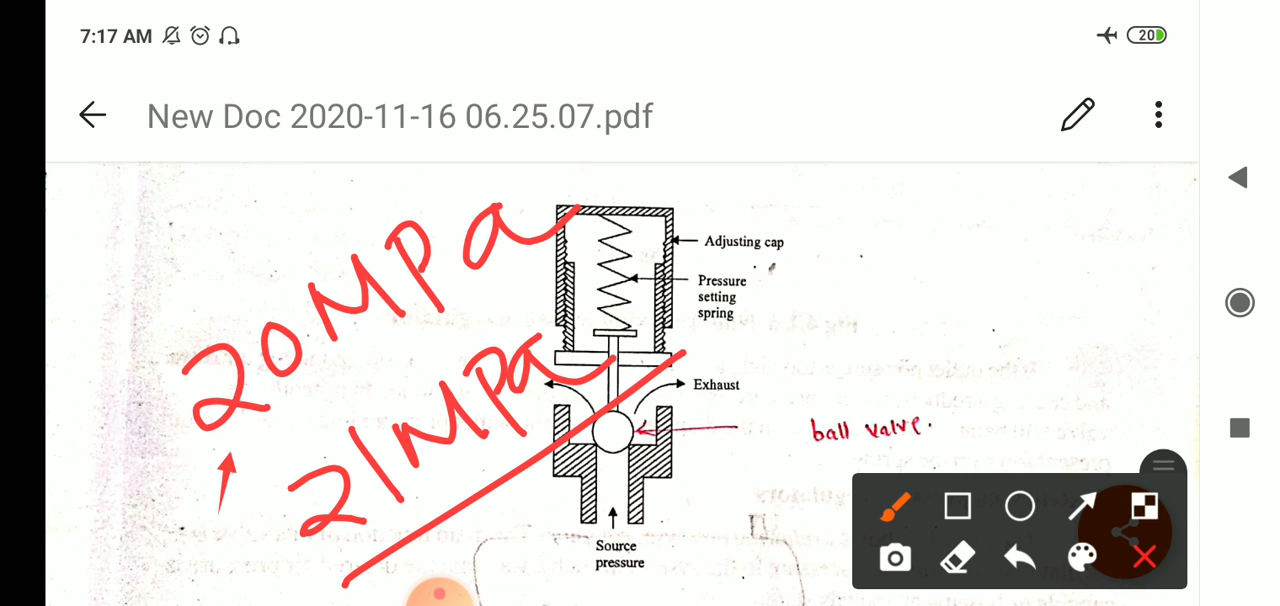 7:17 AM
20
New Doc 2020-11-16 06.25.07.pdf
20MPa
21MPa
Adjusting cap
Pressure
setting
spring
Exhaust
ball valve.
Source
pressure